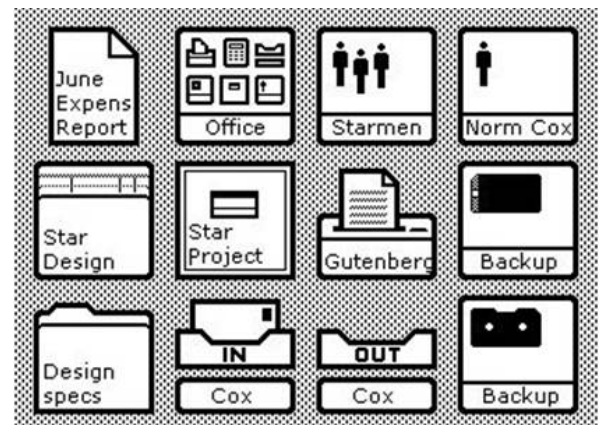 June
Expens
Report
Office
Starmen
Norm Cox
Star
Design
Star
Project
Gutenberg
Backup
Design
specs
IN
Cox
OUT
Cox
Backup